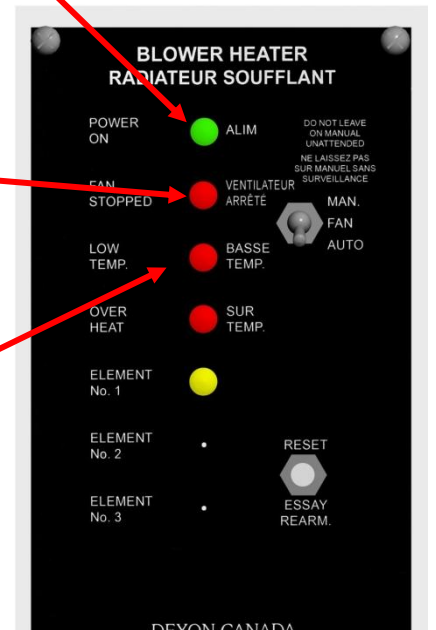 BLOWER HEATER
RADIATEUR SOUFFLANT
POWER
ON
ALIM
DO NOT LEAVE
ON MANUAL
UNATTENDED
NE LAISSEZ PAS
SUR MANUEL SANS
SURVEILLANCE
FAN
STOPPED
VENTILATEUR
ARRÊTÉ
MAN.
FAN
AUTO
LOW
TEMP.
BASSE
TEMP.
OVER
HEAT
SUR
TEMP.
ELEMENT
No. 1
ELEMENT
No. 2
RESET
ELEMENT
No. 3
ESSAY
REARM.
DEXON CANADA